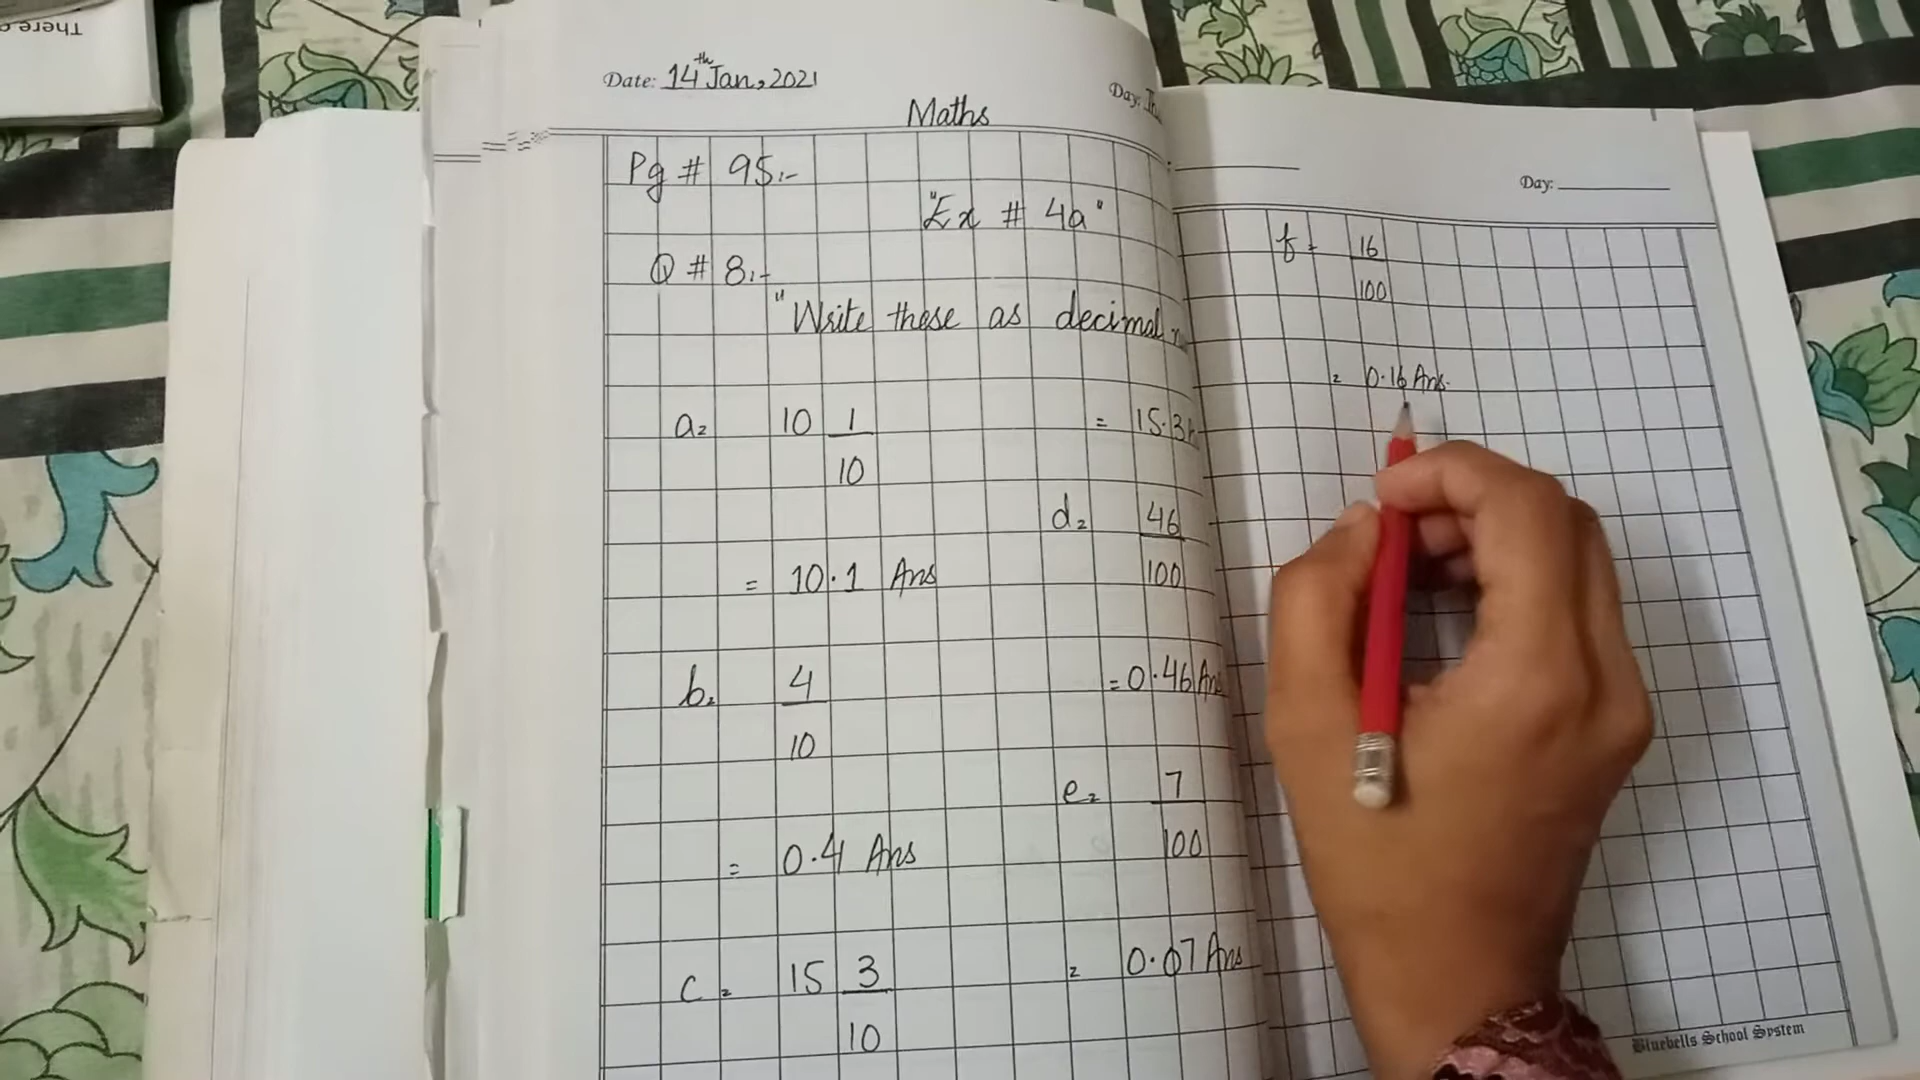 There
Date: 14th Jan, 2021
Day:
Maths
Pg # 95:-
"Ex # 4a"
Q # 8:-
"Write these as decimal
a= 10 1/10
= 10.1 Ans
b= 4/10
= 0.4 Ans
c= 15 3/10
= 15.3
d= 46/100
= 0.46 Ans
e= 7/100
= 0.07 Ans
Day:
f= 16/100
= 0.16 Ans.
Bluebells School System